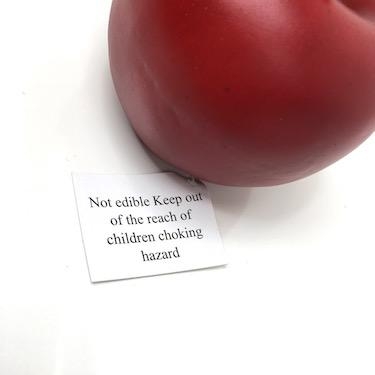 Not edible Keep out
of the reach of
children choking
hazard